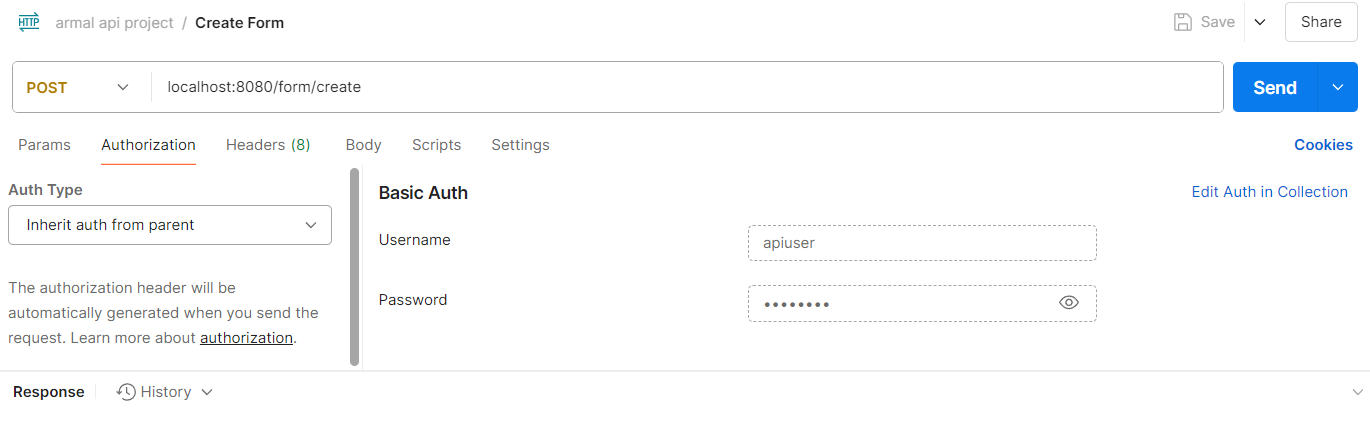 HTTP armal api project / Create Form Save Share
POST localhost:8080/form/create Send
Params Authorization Headers (8) Body Scripts Settings Cookies
Auth Type
Inherit auth from parent
The authorization header will be
automatically generated when you send the
request. Learn more about authorization.
Basic Auth Edit Auth in Collection
Username apiuser
Password ••••••••
Response History